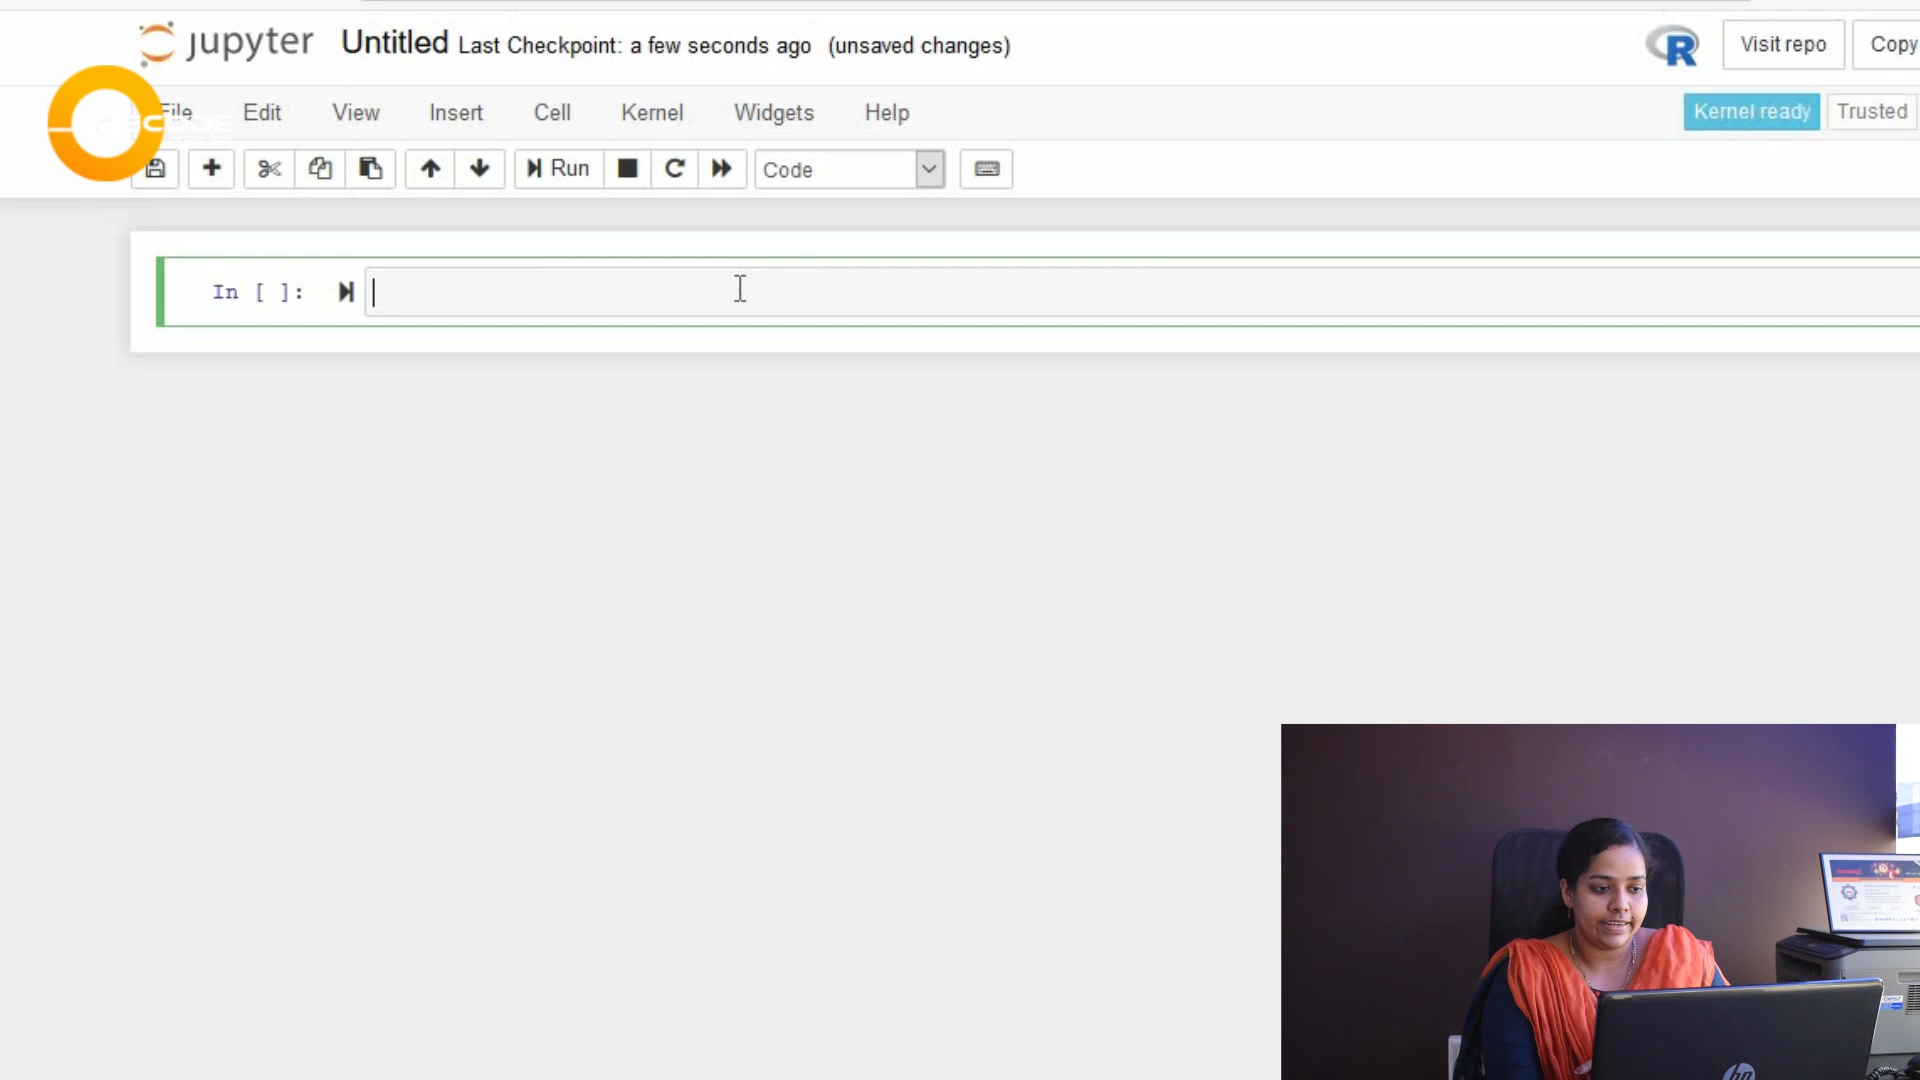 jupyter Untitled Last Checkpoint: a few seconds ago (unsaved changes)
Visit repo
Copy
File Edit View Insert Cell Kernel Widgets Help
Kernel ready
Trusted
Run
Code
In [ ]:
hp